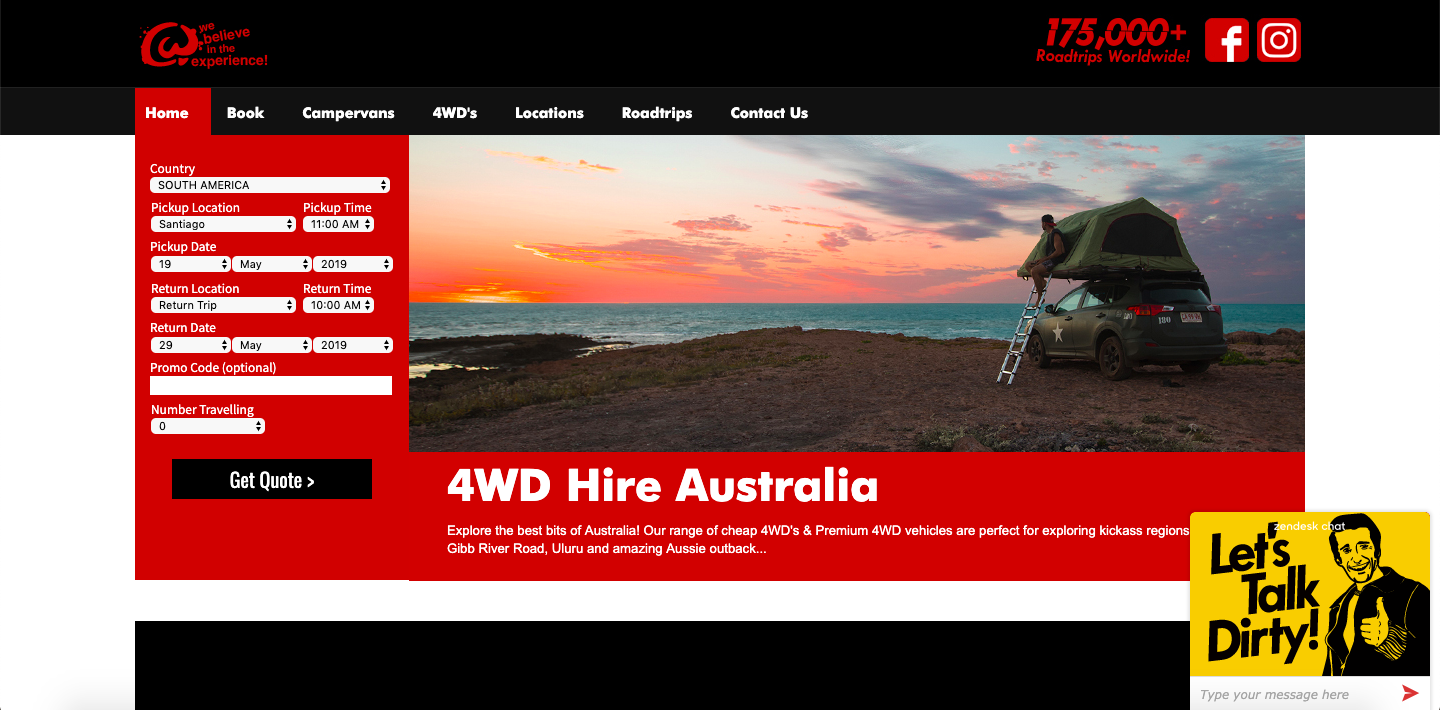 we
believe
in the
experience!
175,000+
Roadtrips Worldwide!
Home Book Campervans 4WD's Locations Roadtrips Contact Us
Country
SOUTH AMERICA
Pickup Location Pickup Time
Santiago 11:00 AM
Pickup Date
19 May 2019
Return Location Return Time
Return Trip 10:00 AM
Return Date
29 May 2019
Promo Code (optional)
Number Travelling
0
Get Quote >
180
4WD Hire Australia
Explore the best bits of Australia! Our range of cheap 4WD's & Premium 4WD vehicles are perfect for exploring kickass regions
Gibb River Road, Uluru and amazing Aussie outback...
zendesk chat
Let's
Talk
Dirty!
Type your message here